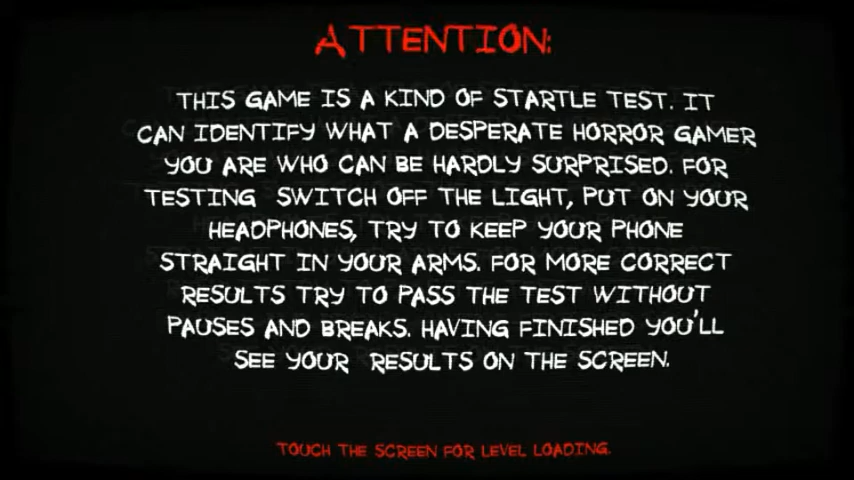 ATTENTION:
THIS GAME IS A KIND OF STARTLE TEST. IT
CAN IDENTIFY WHAT A DESPERATE HORROR GAMER
YOU ARE WHO CAN BE HARDLY SURPRISED. FOR
TESTING SWITCH OFF THE LIGHT, PUT ON YOUR
HEADPHONES, TRY TO KEEP YOUR PHONE
STRAIGHT IN YOUR ARMS. FOR MORE CORRECT
RESULTS TRY TO PASS THE TEST WITHOUT
PAUSES AND BREAKS. HAVING FINISHED YOU'LL
SEE YOUR RESULTS ON THE SCREEN.
TOUCH THE SCREEN FOR LEVEL LOADING.